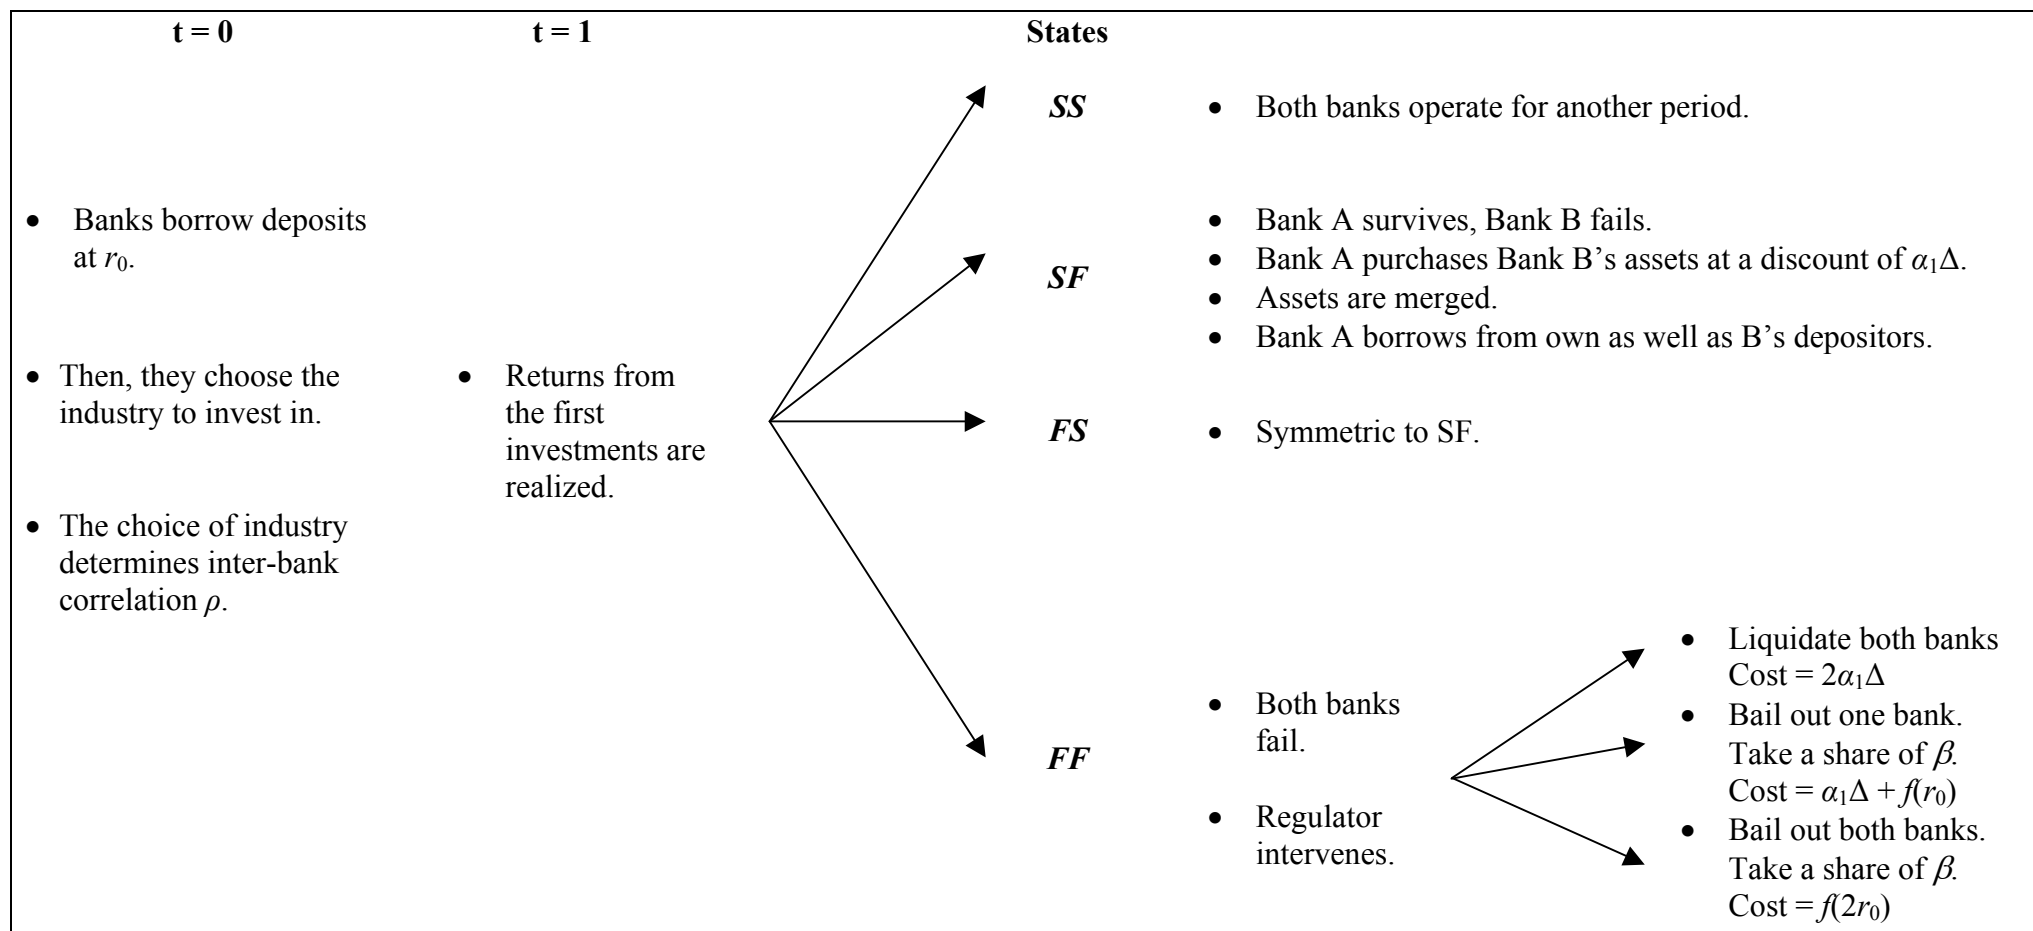 t = 0
t = 1
States
SS
• Both banks operate for another period.
• Banks borrow deposits
at r₀.
• Then, they choose the
industry to invest in.
• The choice of industry
determines inter-bank
correlation ρ.
• Returns from
the first
investments are
realized.
SF
• Bank A survives, Bank B fails.
• Bank A purchases Bank B’s assets at a discount of α₁Δ.
• Assets are merged.
• Bank A borrows from own as well as B’s depositors.
FS
• Symmetric to SF.
FF
• Both banks
fail.
• Regulator
intervenes.
• Liquidate both banks
Cost = 2α₁Δ
• Bail out one bank.
Take a share of β.
Cost = α₁Δ + f(r₀)
• Bail out both banks.
Take a share of β.
Cost = f(2r₀)